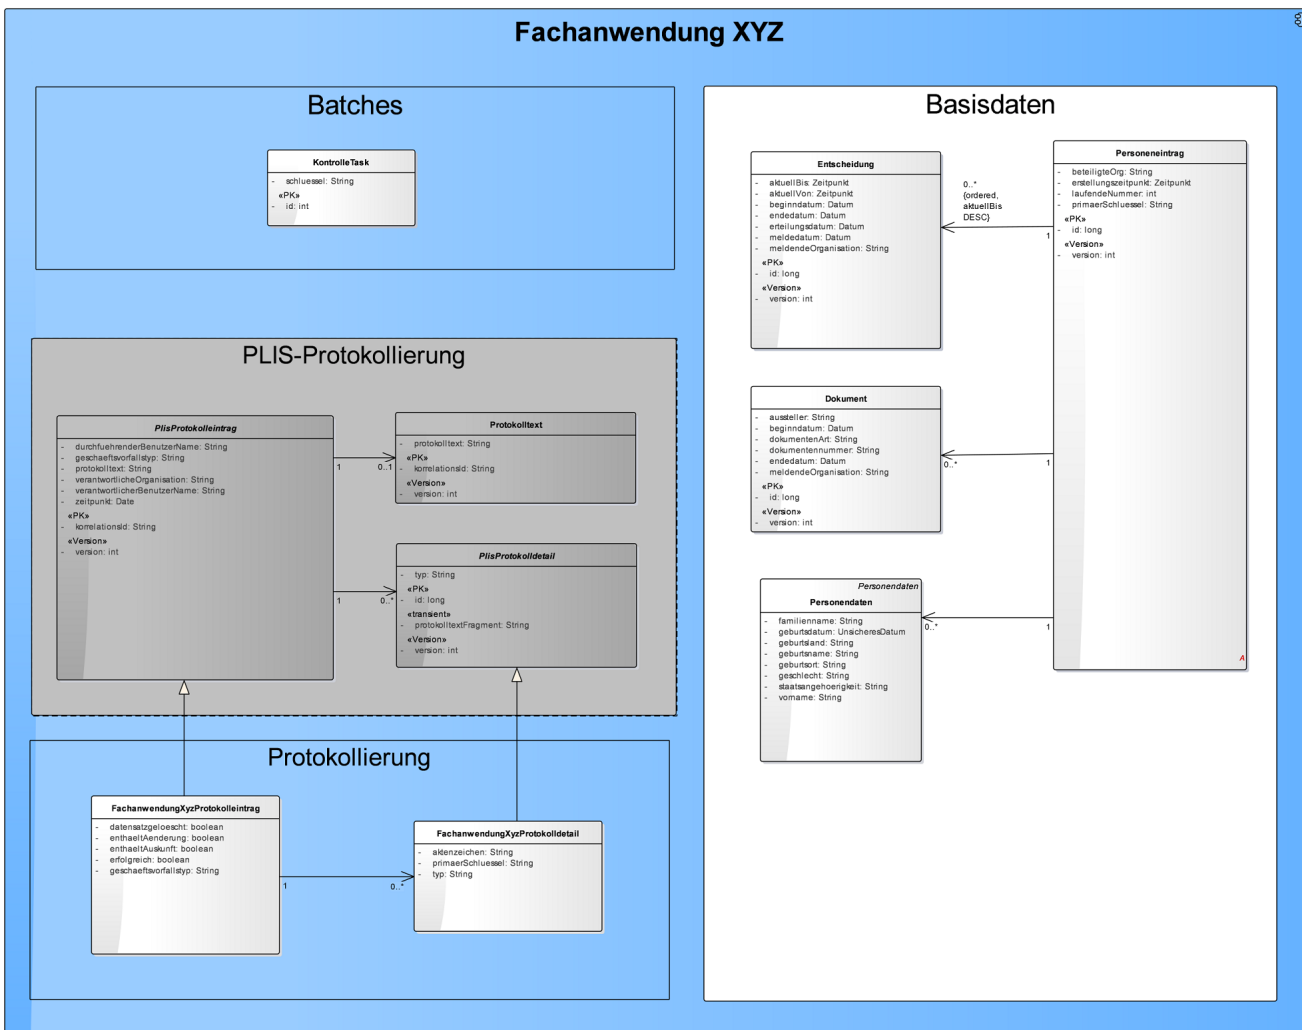 Fachanwendung XYZ
Batches
KontrolleTask
- schluessel: String
«PK»
- id: int
PLIS-Protokollierung
PlisProtokolleintrag
- durchfuehrenderBenutzerName: String
- geschaeftsvorfallstyp: String
- protokolltext: String
- verantwortlicheOrganisation: String
- verantwortlicherBenutzerName: String
- zeitpunkt: Date
«PK»
- korrelationsId: String
«Version»
- version: int
1
0..1
Protokolltext
- protokolltext: String
«PK»
- korrelationsId: String
«Version»
- version: int
1
0..*
PlisProtokolldetail
- typ: String
«PK»
- id: long
«transient»
- protokolltextFragment: String
«Version»
- version: int
Protokollierung
FachanwendungXyzProtokolleintrag
- datensatzgeloescht: boolean
- enthaeltAenderung: boolean
- enthaeltAuskunft: boolean
- erfolgreich: boolean
- geschaeftsvorfallstyp: String
1
0..*
FachanwendungXyzProtokolldetail
- aktenzeichen: String
- primaerSchluessel: String
- typ: String
Basisdaten
Entscheidung
- aktuellBis: Zeitpunkt
- aktuellVon: Zeitpunkt
- beginndatum: Datum
- endedatum: Datum
- erteilungsdatum: Datum
- meldedatum: Datum
- meldendeOrganisation: String
«PK»
- id: long
«Version»
- version: int
0..*
{ordered,
aktuellBis
DESC}
1
Personeneintrag
- beteiligteOrg: String
- erstellungszeitpunkt: Zeitpunkt
- laufendeNummer: int
- primaerSchluessel: String
«PK»
- id: long
«Version»
- version: int
A
Dokument
- aussteller: String
- beginndatum: Datum
- dokumentenArt: String
- dokumentennummer: String
- endedatum: Datum
- meldendeOrganisation: String
«PK»
- id: long
«Version»
- version: int
0..*
1
Personendaten
Personendaten
- familienname: String
- geburtsdatum: UnsicheresDatum
- geburtsland: String
- geburtsname: String
- geburtsort: String
- geschlecht: String
- staatsangehoerigkeit: String
- vorname: String
0..*
1